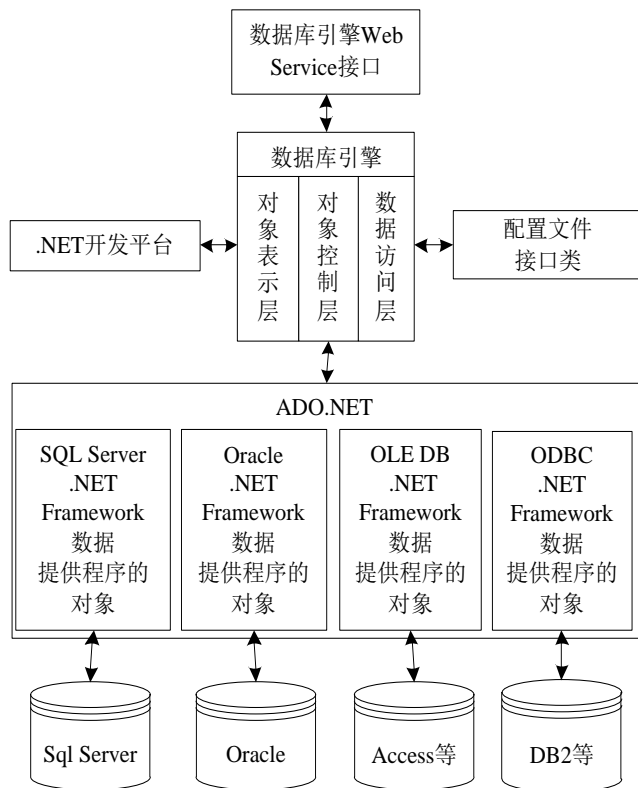 数据库引擎Web
Service接口
数据库引擎
对象表示层
对象控制层
数据访问层
.NET开发平台
配置文件
接口类
ADO.NET
SQL Server
.NET
Framework
数据
提供程序的
对象
Oracle
.NET
Framework
数据
提供程序的
对象
OLE DB
.NET
Framework
数据
提供程序的
对象
ODBC
.NET
Framework
数据
提供程序的
对象
Sql Server
Oracle
Access等
DB2等